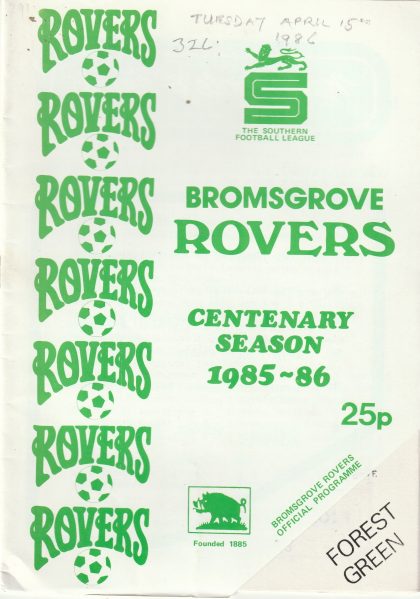 TUESDAY APRIL 15TH
1986
ROVERS
ROVERS
ROVERS
ROVERS
ROVERS
ROVERS
ROVERS
S
THE SOUTHERN
FOOTBALL LEAGUE
BROMSGROVE
ROVERS
CENTENARY
SEASON
1985~86
25p
Founded 1885
BROMSGROVE ROVERS
OFFICIAL PROGRAMME
FOREST
GREEN